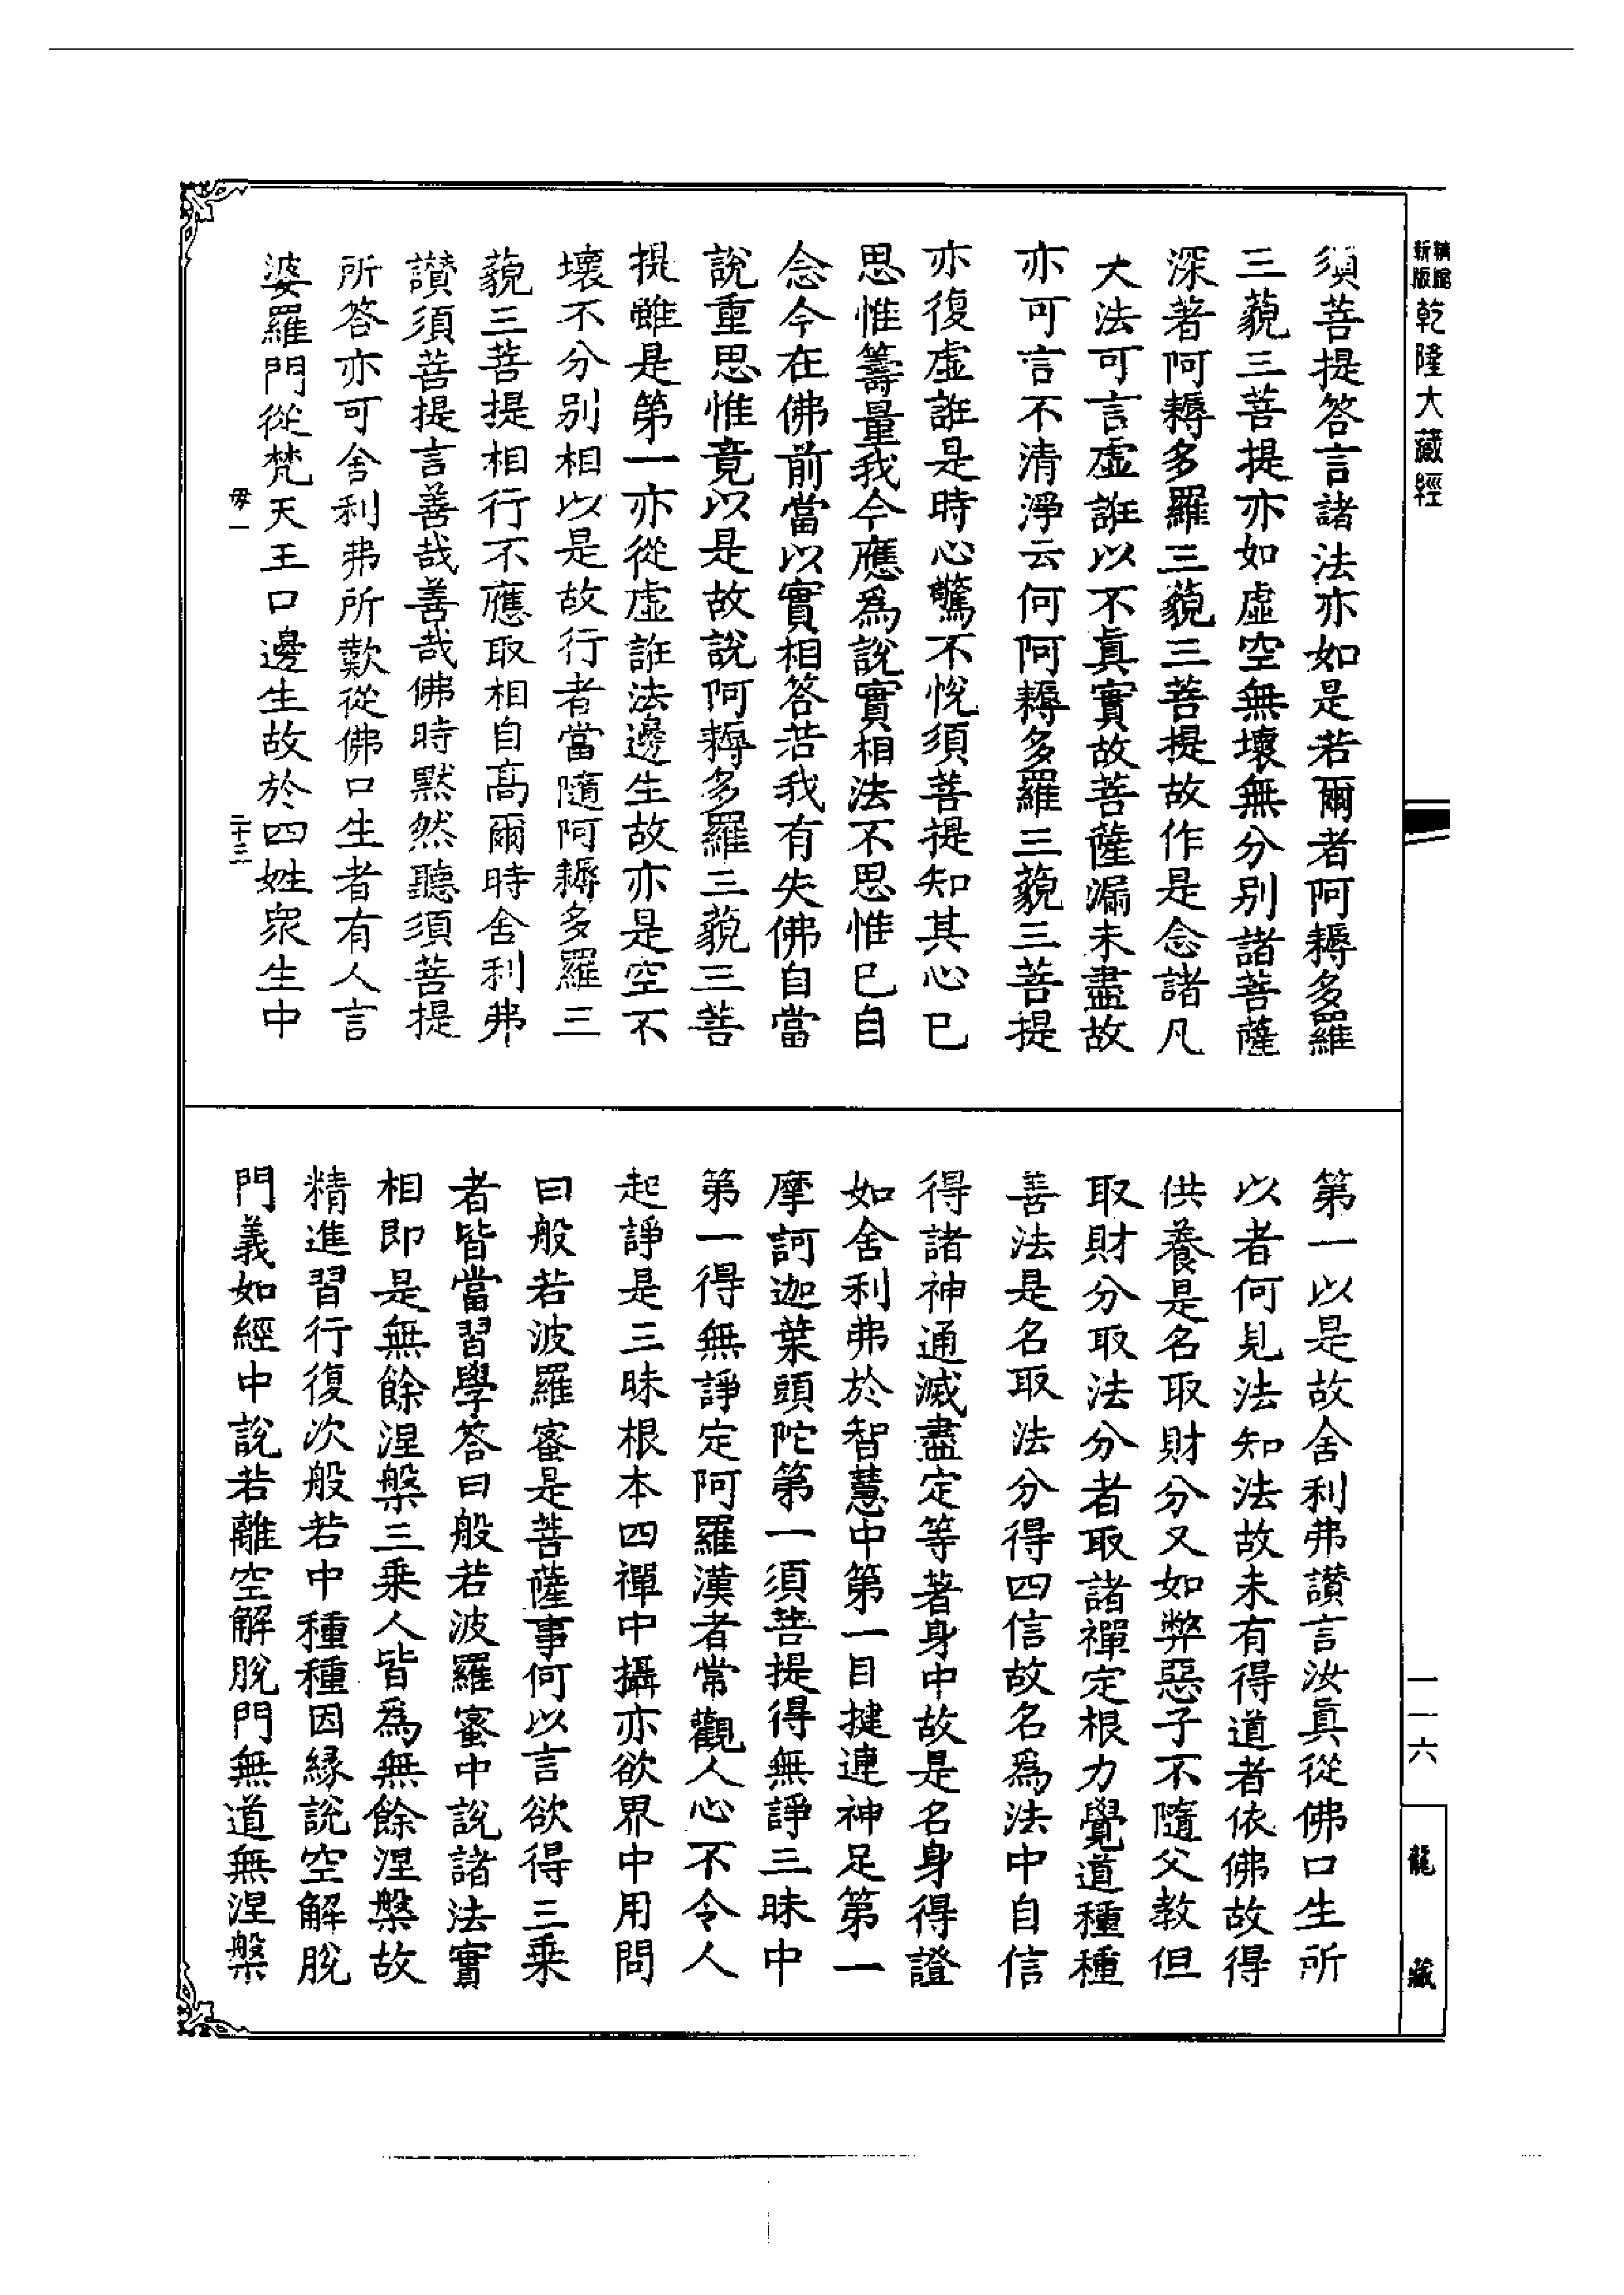 精縮新版乾隆大藏經
須菩提答言諸法亦如是若爾者阿耨多羅
三藐三菩提亦如虛空無壞無分別諸菩薩
深著阿耨多羅三藐三菩提故作是念諸凡
大法可言虛誑以不真實故菩薩漏未盡故
亦可言不清淨云何阿耨多羅三藐三菩提
亦復虛誑是時心驚不悅須菩提知其心已
思惟籌量我今應為說實相法不思惟已自
念今在佛前當以實相答若我有失佛自當
說重思惟竟以是故說阿耨多羅三藐三菩
提雖是第一亦從虛誑法邊生故亦是空不
壞不分別相以是故行者當隨阿耨多羅三
藐三菩提相行不應取相自高爾時舍利弗
讚須菩提言善哉善哉佛時默然聽須菩提
所答亦可舍利弗所歎從佛口生者有人言
婆羅門從梵天王口邊生故於四姓眾生中
毋一
二十三
第一以是故舍利弗讚言汝真從佛口生所
以者何見法知法故未有得道者依佛故得
供養是名取財分又如弊惡子不隨父教但
取財分取法分者取諸禪定根力覺道種種
善法是名取法分得四信故名為法中自信
得諸神通滅盡定等著身中故是名身得證
如舍利弗於智慧中第一目揵連神足第一
摩訶迦葉頭陀第一須菩提得無諍三昧中
第一得無諍定阿羅漢者常觀人心不令人
起諍是三昧根本四禪中攝亦欲界中用問
曰般若波羅蜜是菩薩事何以言欲得三乘
者皆當習學答曰般若波羅蜜中說諸法實
相即是無餘涅槃三乘人皆為無餘涅槃故
精進習行復次般若中種種因緣說空解脫
門義如經中說若離空解脫門無道無涅槃
一一六
龍藏